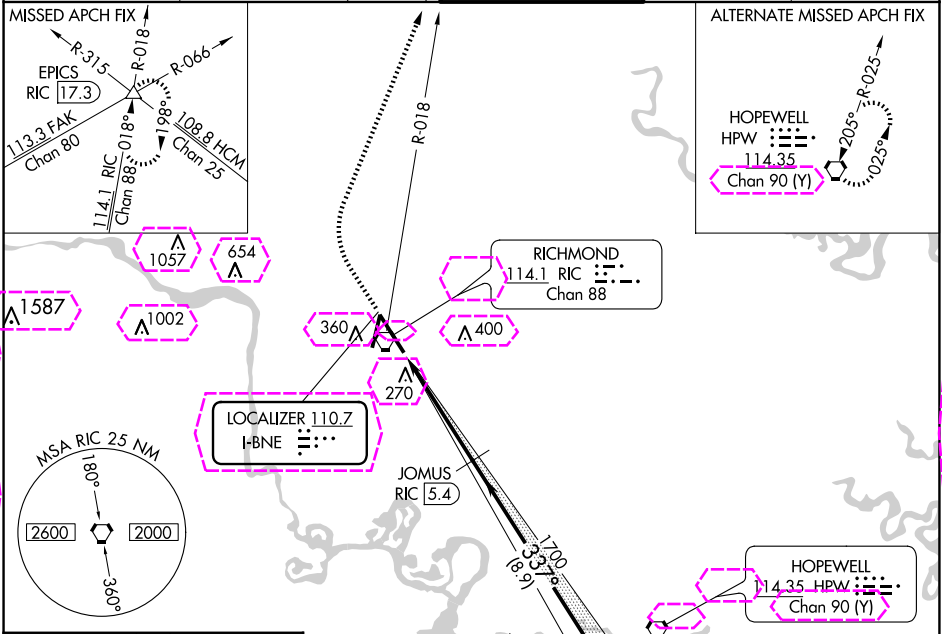 MISSED APCH FIX
R-315
R-018
R-066
EPICS
RIC 17.3
113.3 FAK
Chan 80
018°
198°
108.8 HCM
Chan 25
114.1 RIC
Chan 88
R-018
ALTERNATE MISSED APCH FIX
R-025
HOPEWELL
HPW
114.35
Chan 90 (Y)
205°
025°
1057
654
1587
1002
RICHMOND
114.1 RIC
Chan 88
360
400
270
LOCALIZER 110.7
I-BNE
MSA RIC 25 NM
180°
2600
2000
360°
JOMUS
RIC 5.4
1700
337°
(8.9)
HOPEWELL
114.35 HPW
Chan 90 (Y)